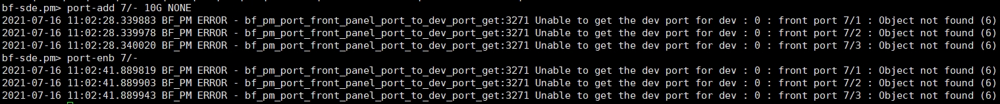 bf-sde.pm> port-add 7/- 10G NONE
2021-07-16 11:02:28.339883 BF_PM ERROR - bf_pm_port_front_panel_port_to_dev_port_get:3271 Unable to get the dev port for dev : 0 : front port 7/1 : Object not found (6)
2021-07-16 11:02:28.339978 BF_PM ERROR - bf_pm_port_front_panel_port_to_dev_port_get:3271 Unable to get the dev port for dev : 0 : front port 7/2 : Object not found (6)
2021-07-16 11:02:28.340020 BF_PM ERROR - bf_pm_port_front_panel_port_to_dev_port_get:3271 Unable to get the dev port for dev : 0 : front port 7/3 : Object not found (6)
bf-sde.pm> port-enb 7/-
2021-07-16 11:02:41.889819 BF_PM ERROR - bf_pm_port_front_panel_port_to_dev_port_get:3271 Unable to get the dev port for dev : 0 : front port 7/1 : Object not found (6)
2021-07-16 11:02:41.889903 BF_PM ERROR - bf_pm_port_front_panel_port_to_dev_port_get:3271 Unable to get the dev port for dev : 0 : front port 7/2 : Object not found (6)
2021-07-16 11:02:41.889943 BF_PM ERROR - bf_pm_port_front_panel_port_to_dev_port_get:3271 Unable to get the dev port for dev : 0 : front port 7/3 : Object not found (6)